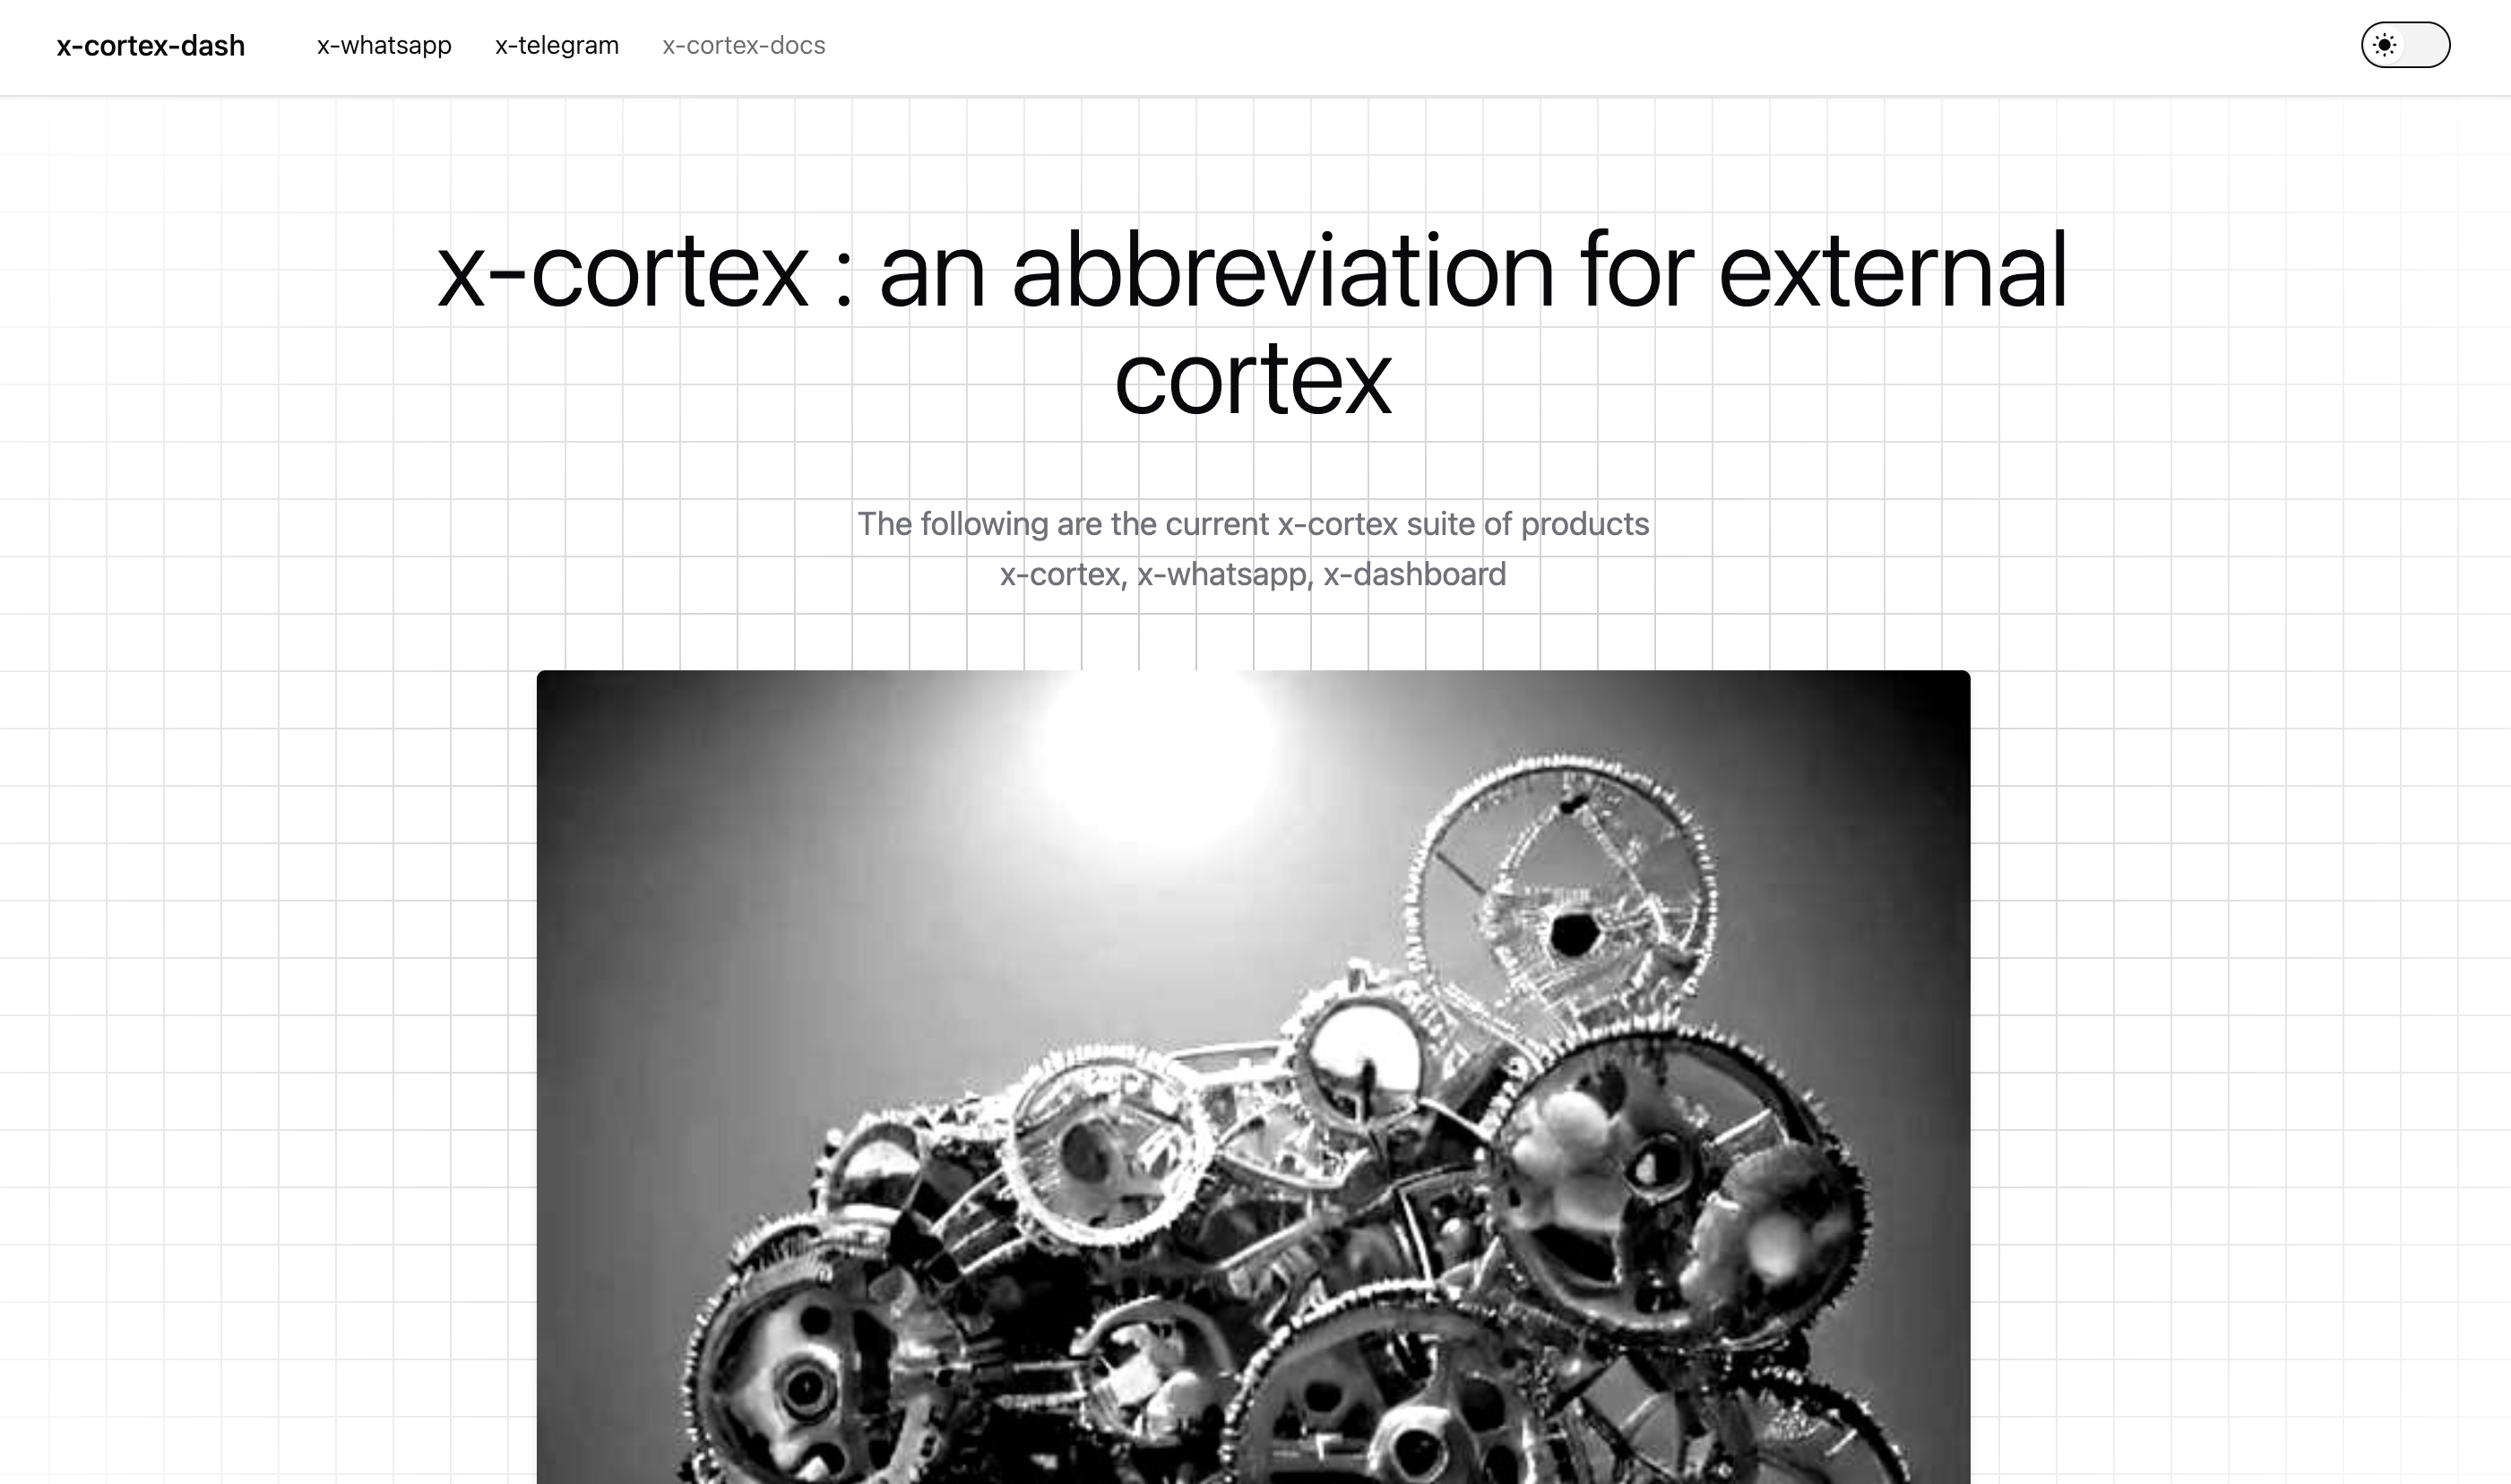 x-cortex-dash x-whatsapp x-telegram x-cortex-docs
x-cortex : an abbreviation for external
cortex
The following are the current x-cortex suite of products
x-cortex, x-whatsapp, x-dashboard